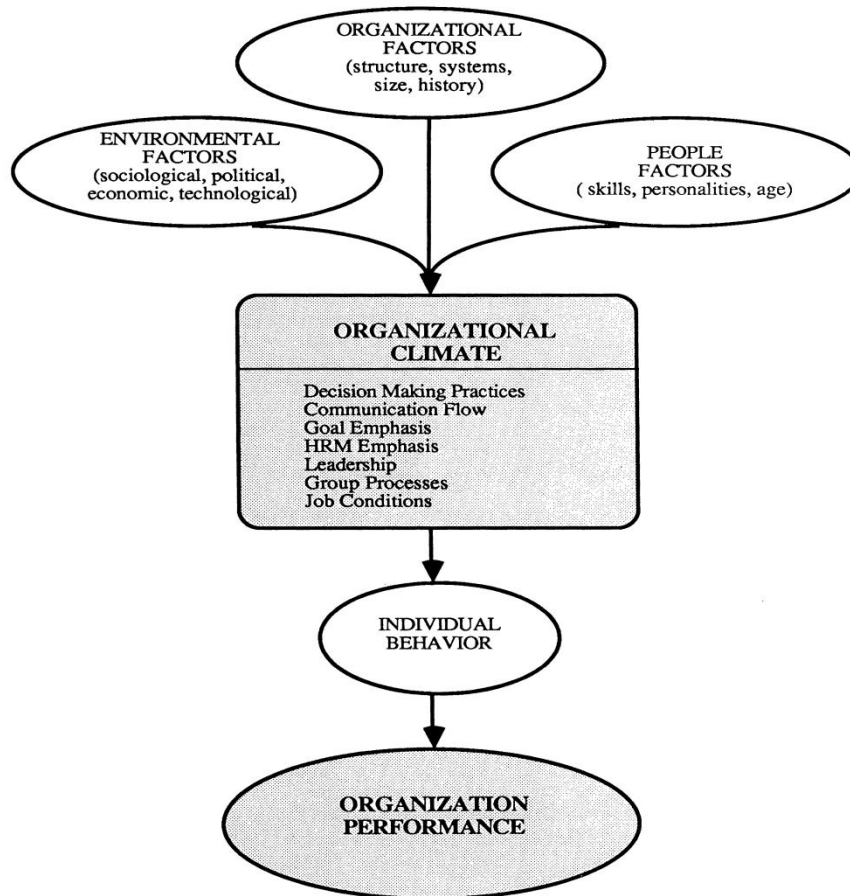 ORGANIZATIONAL
FACTORS
(structure, systems,
size, history)
ENVIRONMENTAL
FACTORS
(sociological, political,
economic, technological)
PEOPLE
FACTORS
( skills, personalities, age)
ORGANIZATIONAL
CLIMATE
Decision Making Practices
Communication Flow
Goal Emphasis
HRM Emphasis
Leadership
Group Processes
Job Conditions
INDIVIDUAL
BEHAVIOR
ORGANIZATION
PERFORMANCE